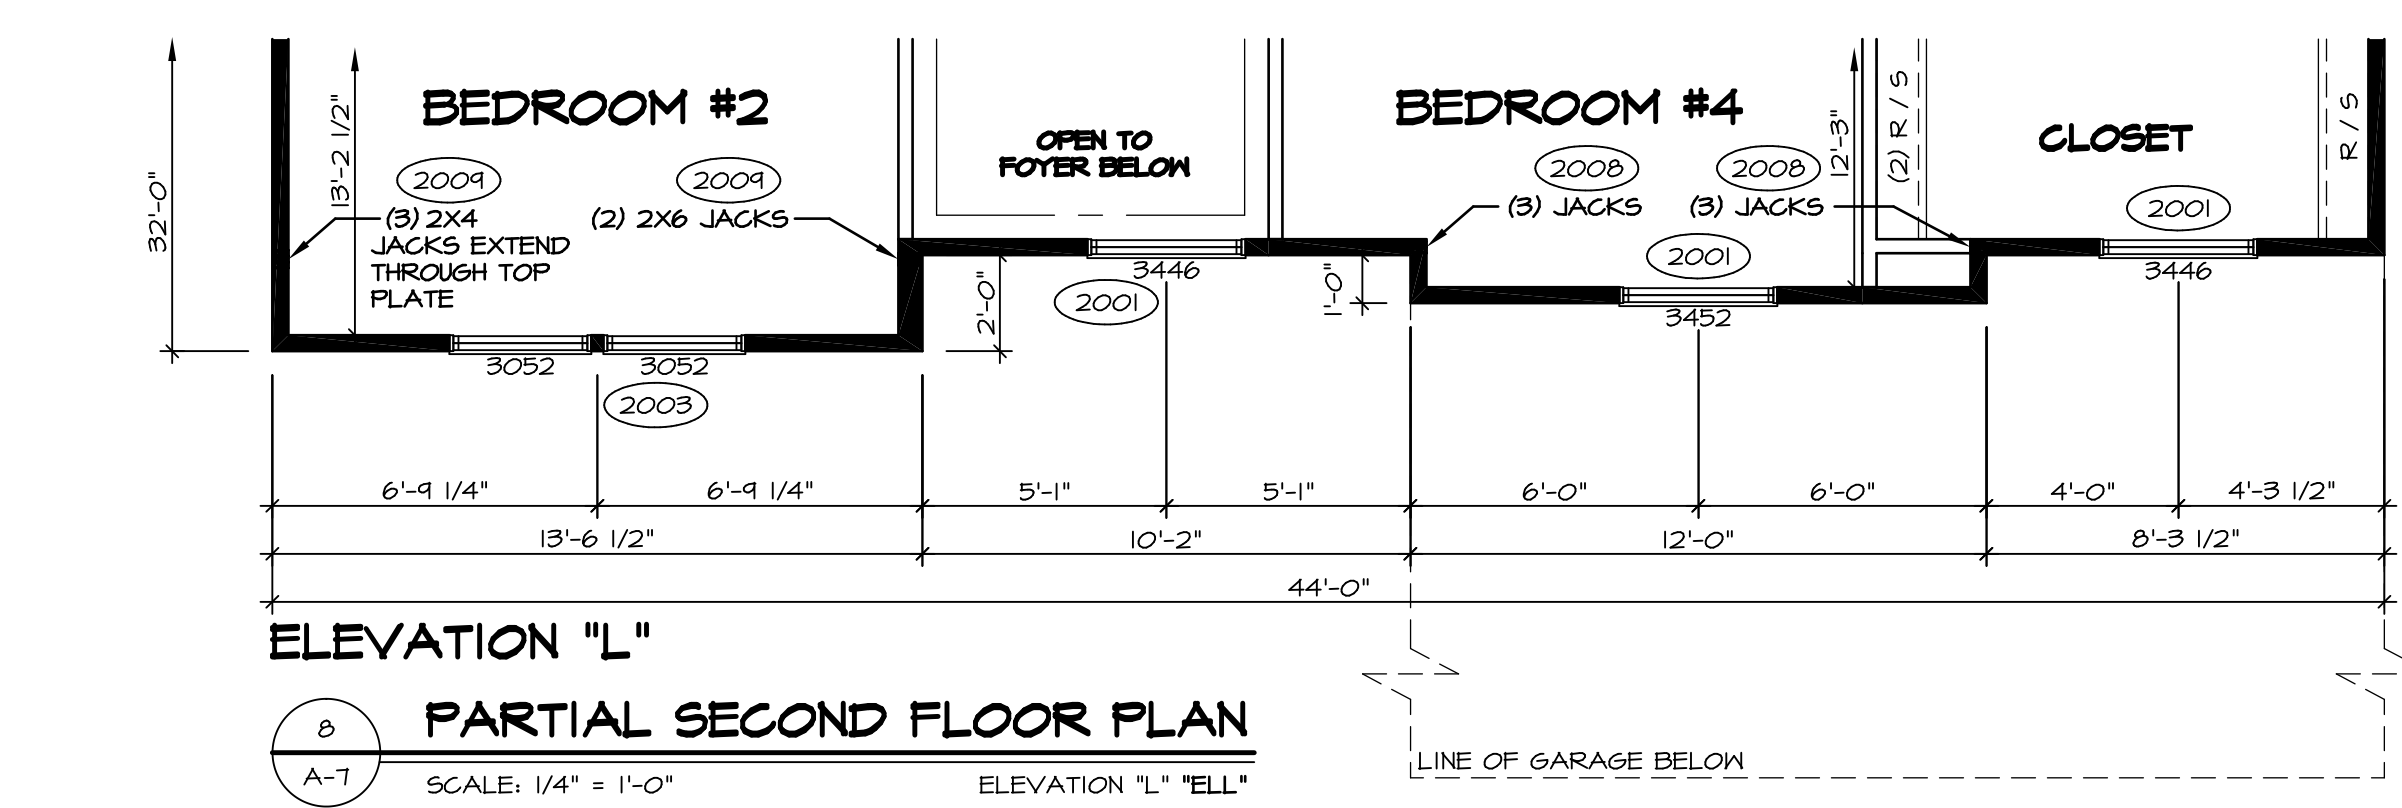 BEDROOM #2
BEDROOM #4
OPEN TO
FOYER BELOW
CLOSET
32'-0"
13'-2 1/2"
12'-3"
(2) R / S
R / S
2009
2009
2008
2008
2001
(3) 2X4
JACKS EXTEND
THROUGH TOP
PLATE
(2) 2X6 JACKS
(3) JACKS
(3) JACKS
2001
3446
3446
2001
2'-0"
1'-0"
3452
3052
3052
2003
6'-9 1/4"
6'-9 1/4"
5'-1"
5'-1"
6'-0"
6'-0"
4'-0"
4'-3 1/2"
13'-6 1/2"
10'-2"
12'-0"
8'-3 1/2"
44'-0"
ELEVATION "L"
8
A-7
PARTIAL SECOND FLOOR PLAN
SCALE: 1/4" = 1'-0"
ELEVATION "L" "ELL"
LINE OF GARAGE BELOW